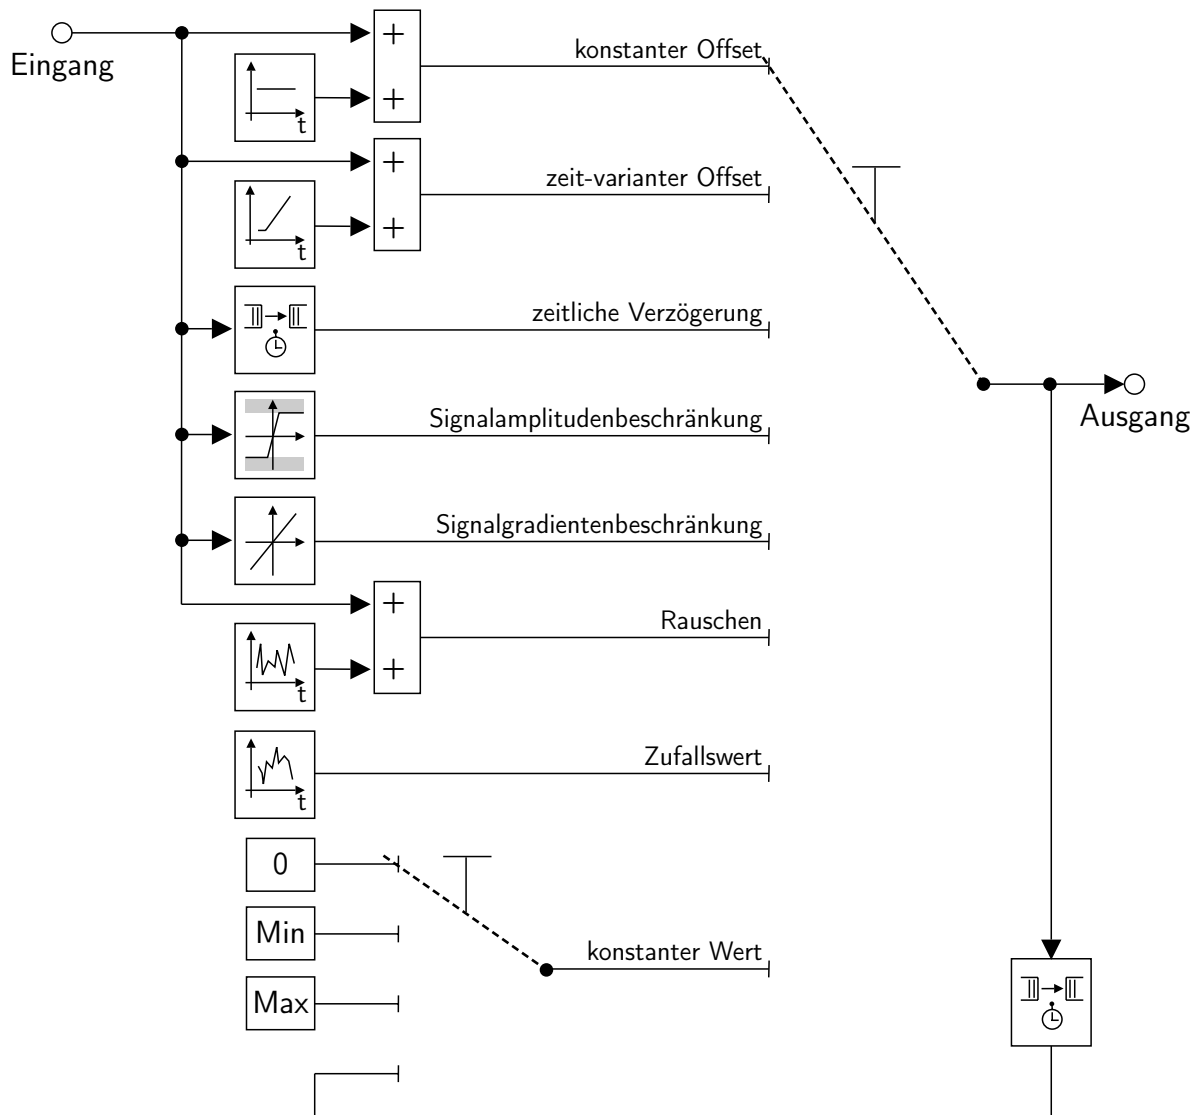 Eingang
+
konstanter Offset
+
t
+
zeit-varianter Offset
+
t
zeitliche Verzögerung
Signalamplitudenbeschränkung
Signalgradientenbeschränkung
+
Rauschen
+
t
Zufallswert
t
0
Min
konstanter Wert
Max
Ausgang